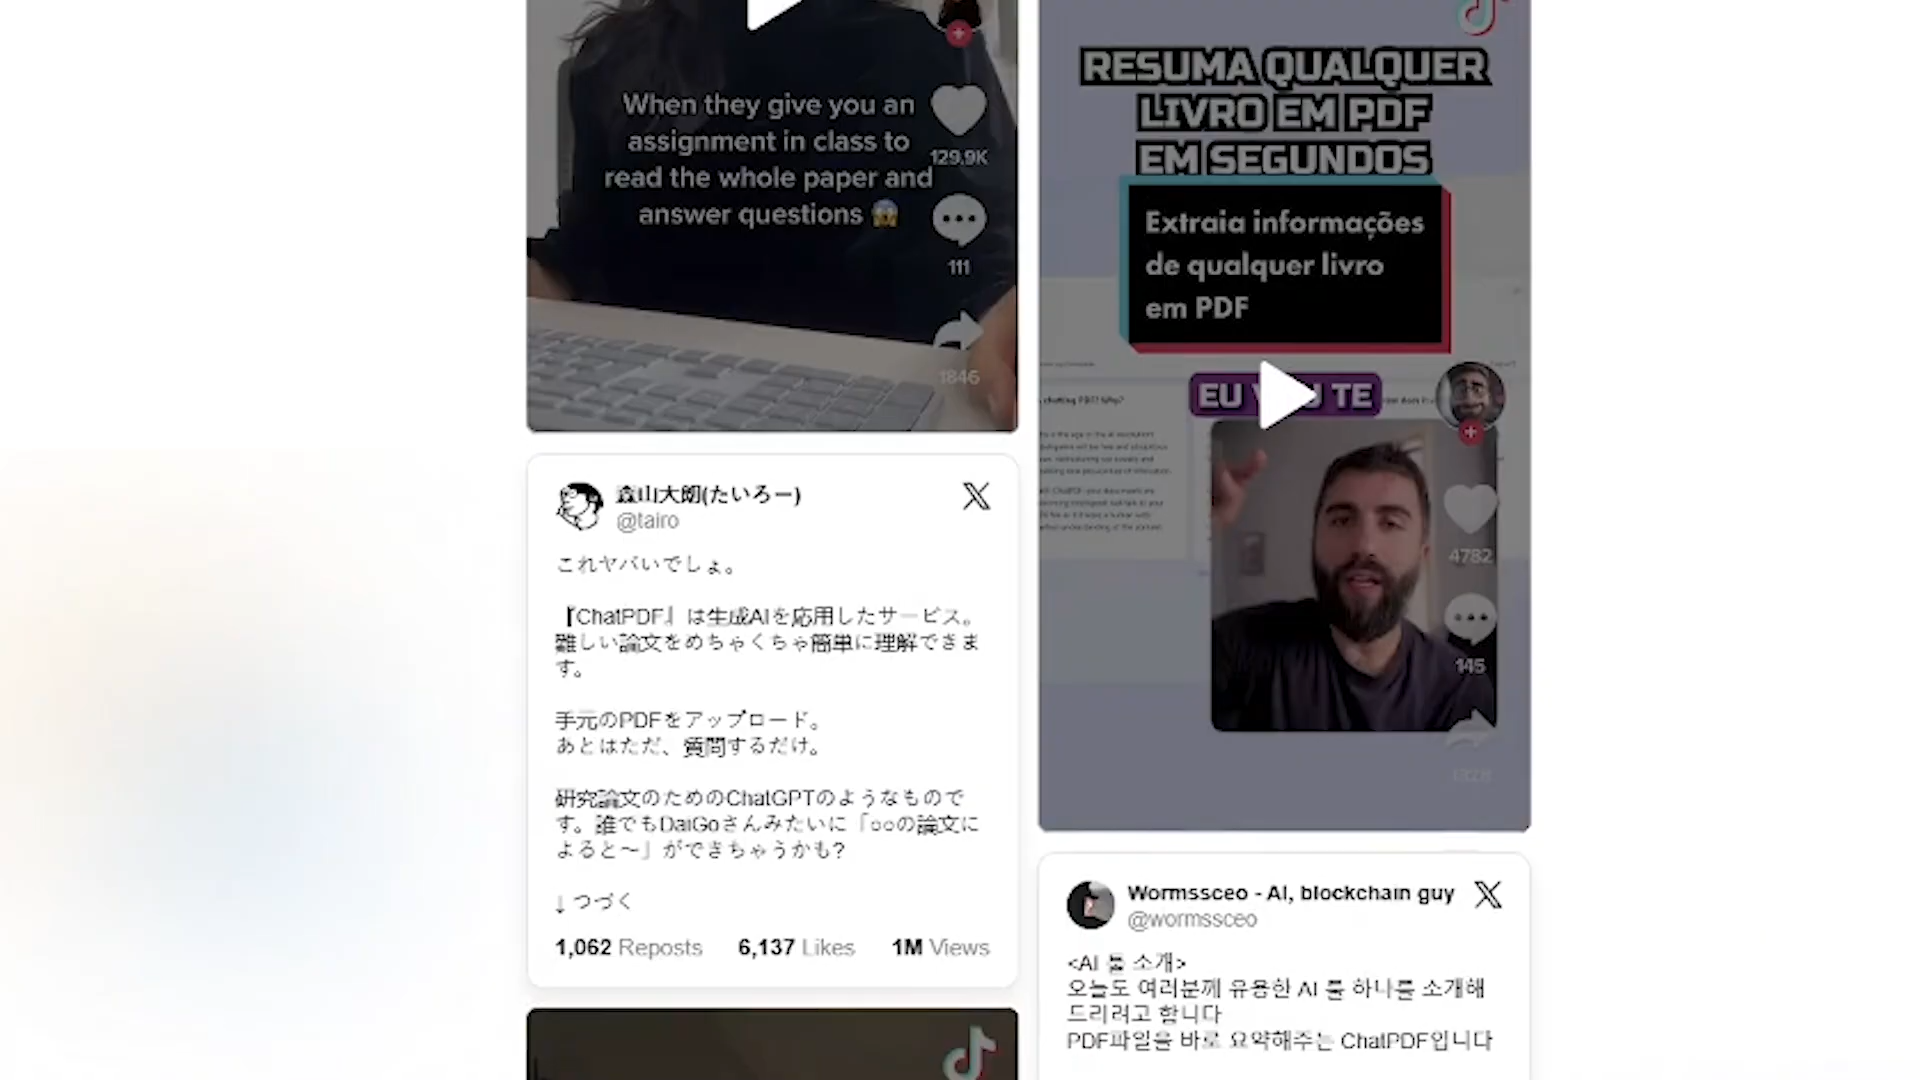 When they give you an
assignment in class to
read the whole paper and
answer questions 😱
129.9K
111
1846
森山大朗(たいろー)
@tairo
これヤバいでしょ。
『ChatPDF』は生成AIを応用したサービス。
難しい論文をめちゃくちゃ簡単に理解できま
す。
手元のPDFをアップロード。
あとはただ、質問するだけ。
研究論文のためのChatGPTのようなもので
す。誰でもDaiGoさんみたいに「○○の論文に
よると〜」ができちゃうかも?
↓つづく
1,062 Reposts 6,137 Likes 1M Views
RESUMA QUALQUER
LIVRO EM PDF
EM SEGUNDOS
Extraia informações
de qualquer livro
em PDF
EU TE
4782
145
Wormssceo - AI, blockchain guy
@wormssceo
<AI 툴 소개>
오늘도 여러분께 유용한 AI 툴 하나를 소개해
드리려고 합니다
PDF파일을 바로 요약해주는 ChatPDF입니다